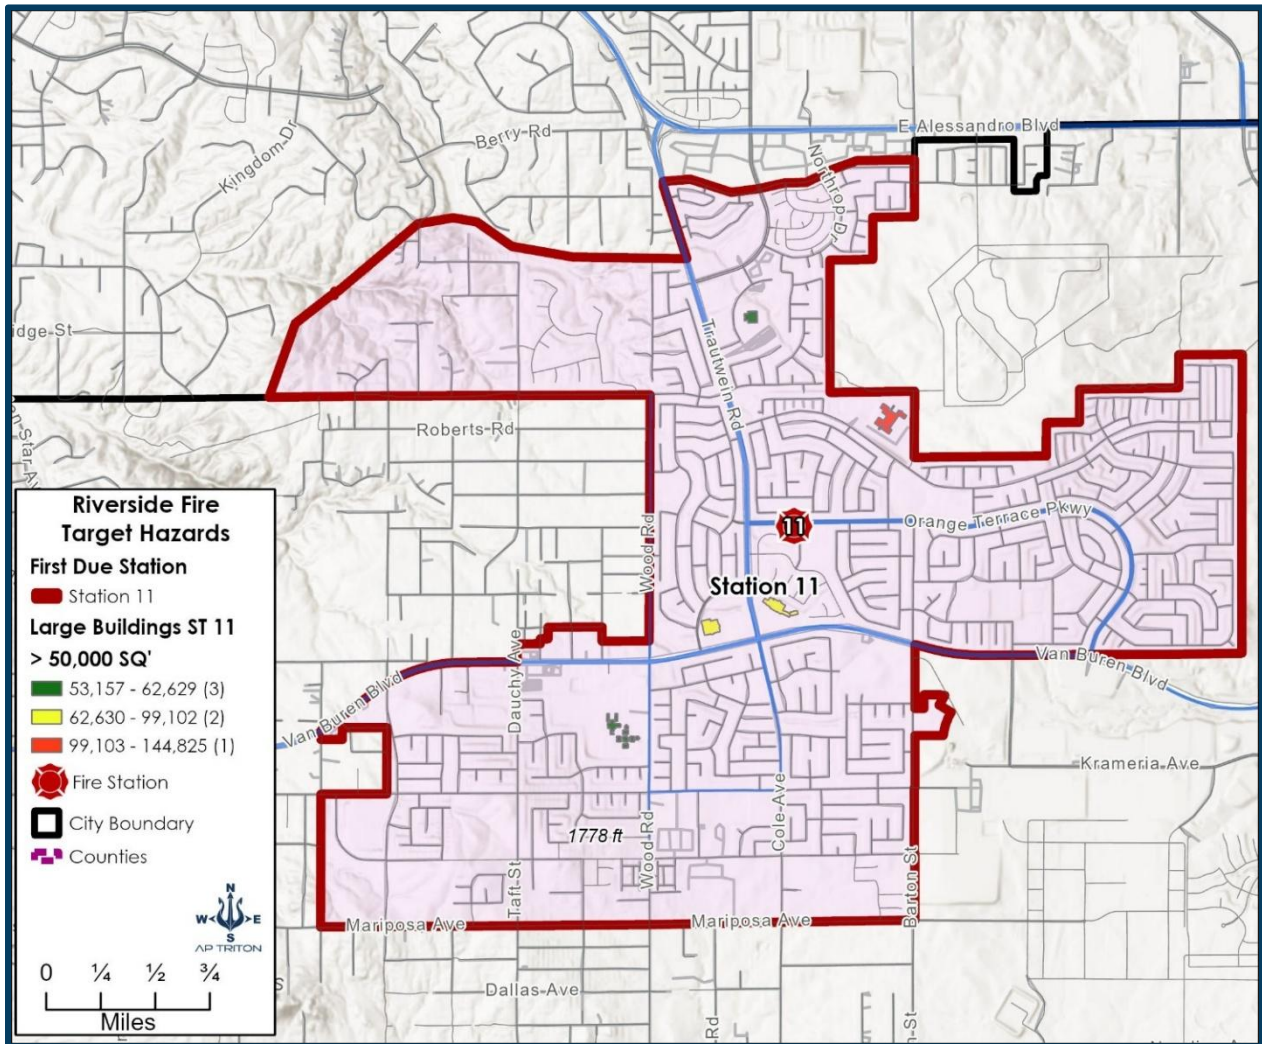 E Alessandro Blvd
Berry Rd
Kingdom Dr
Northrop Dr
idge St
Trautwein Rd
Roberts Rd
Orange Terrace Pkwy
11
Wood Rd
Station 11
Van Buren Blvd
Dauchy Ave
Van Buren Blvd
Krameria Ave
Cole Ave
1778 ft
Wood Rd
Taft St
Barton St
Mariposa Ave
Mariposa Ave
Dallas Ave
Rd
n-St
Riverside Fire
Target Hazards
First Due Station
Station 11
Large Buildings ST 11
> 50,000 SQ'
53,157 - 62,629 (3)
62,630 - 99,102 (2)
99,103 - 144,825 (1)
Fire Station
City Boundary
Counties
N
W E
S
AP TRITON
0 ¼ ½ ¾
Miles